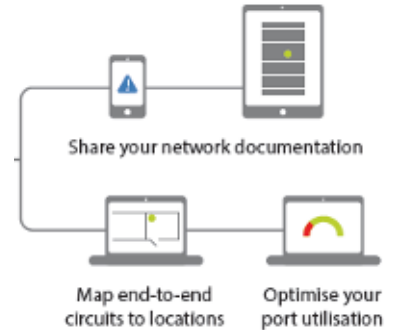 Share your network documentation
Map end-to-end
circuits to locations
Optimise your
port utilisation